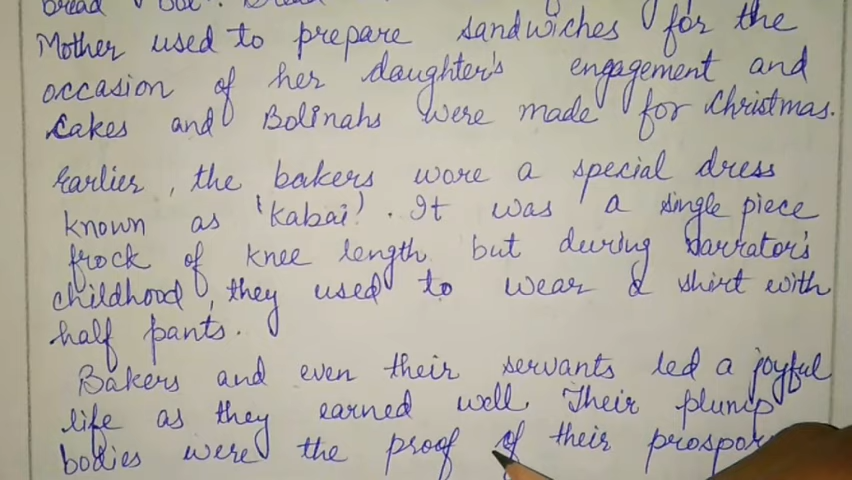 bread
Mother used to prepare sandwiches for the
occasion of her daughter's engagement and
cakes and Bolinahs were made for Christmas.
Earlier, the bakers wore a special dress
known as 'kabai'. It was a single piece
frock of knee length but during narrator's
childhood, they used to wear a shirt with
half pants.
Bakers and even their servants led a joyful
life as they earned well. Their plump
bodies were the proof of their